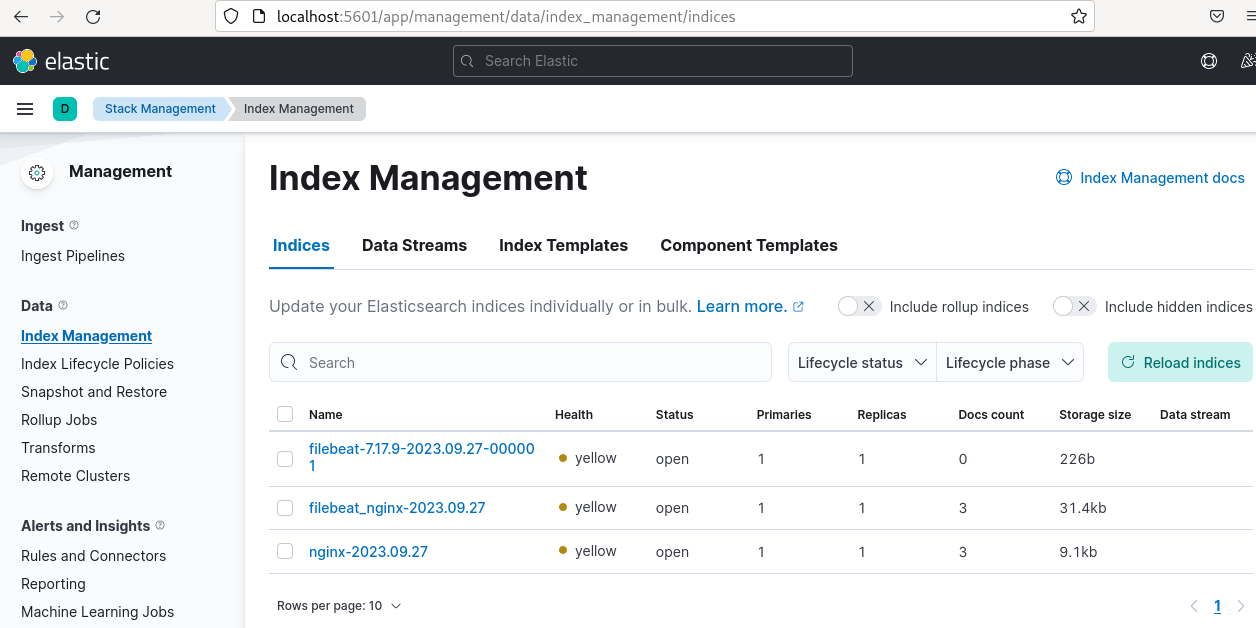 localhost:5601/app/management/data/index_management/indices
elastic
Search Elastic
D
Stack Management
Index Management
Management
Ingest
Ingest Pipelines
Data
Index Management
Index Lifecycle Policies
Snapshot and Restore
Rollup Jobs
Transforms
Remote Clusters
Alerts and Insights
Rules and Connectors
Reporting
Machine Learning Jobs
Index Management
Index Management docs
Indices Data Streams Index Templates Component Templates
Update your Elasticsearch indices individually or in bulk. Learn more.
Include rollup indices
Include hidden indices
Search
Lifecycle status
Lifecycle phase
Reload indices
Name Health Status Primaries Replicas Docs count Storage size Data stream
filebeat-7.17.9-2023.09.27-00000
1
yellow open 1 1 0 226b
filebeat_nginx-2023.09.27 yellow open 1 1 3 31.4kb
nginx-2023.09.27 yellow open 1 1 3 9.1kb
Rows per page: 10
1